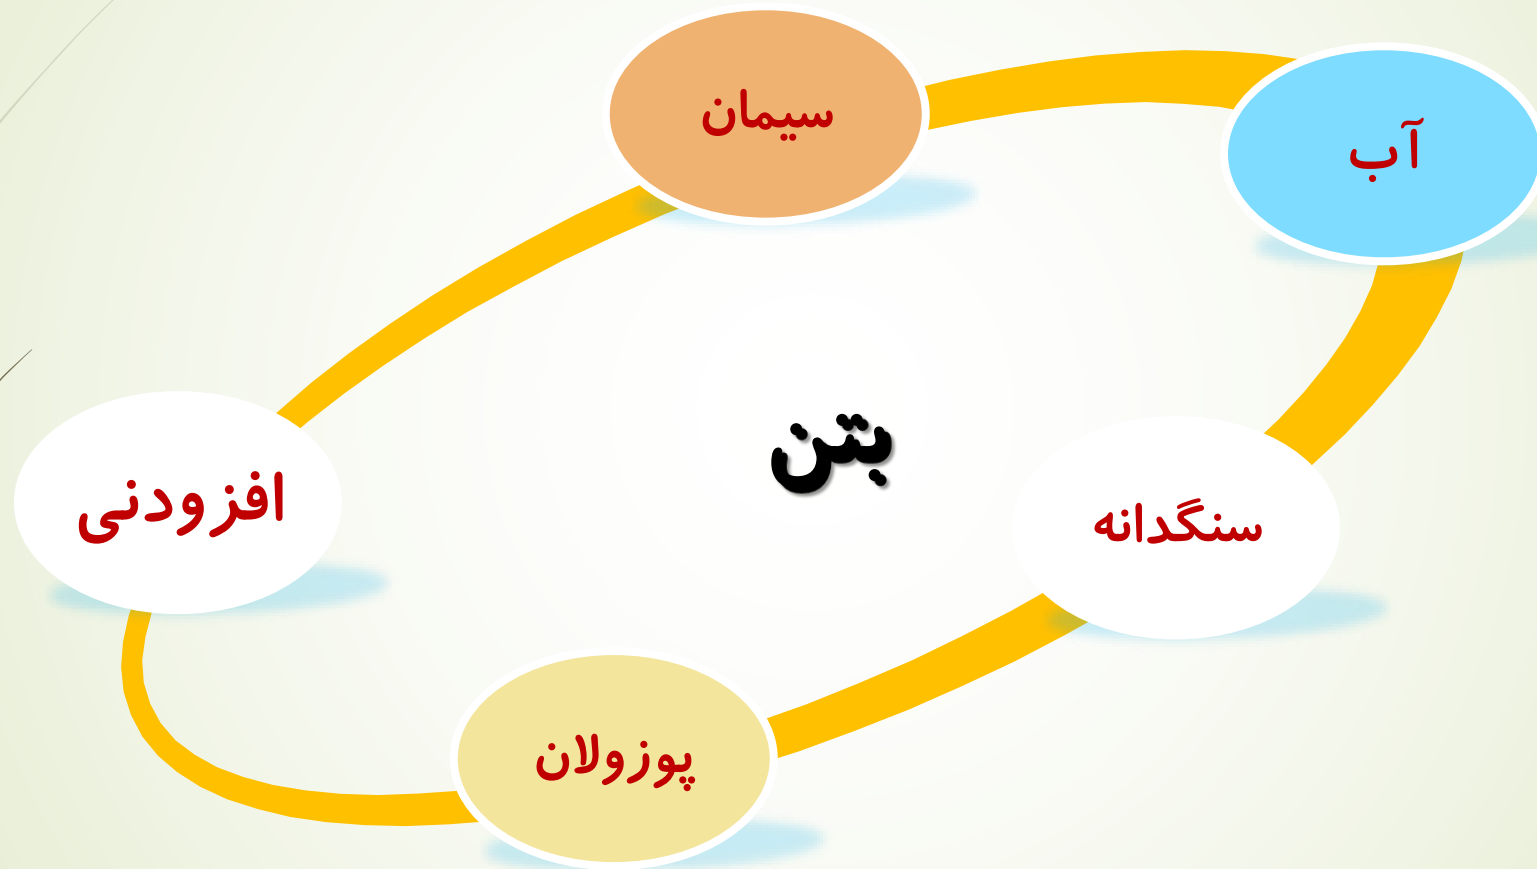 سیمان
آب
بتن
سنگدانه
افزودنی
پوزولان